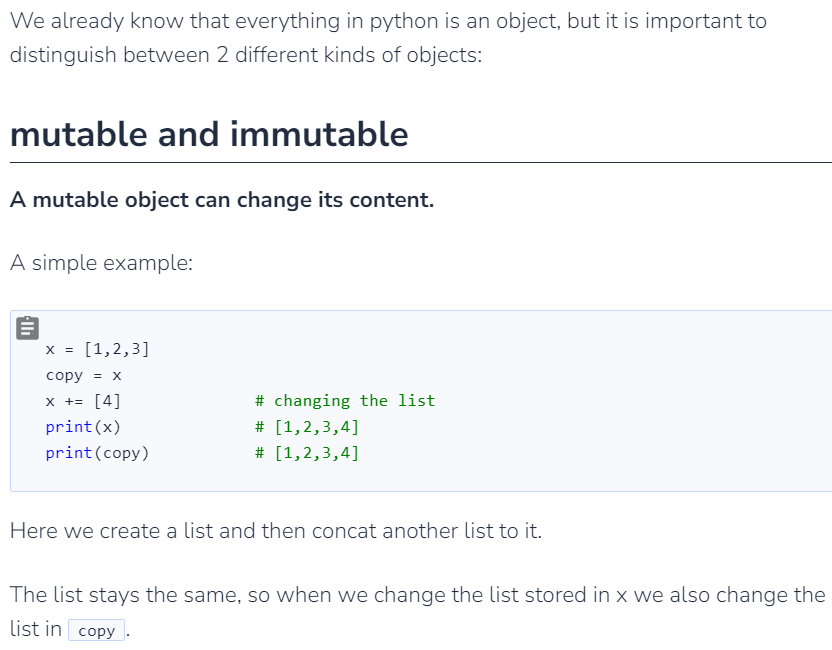 We already know that everything in python is an object, but it is important to
distinguish between 2 different kinds of objects:
mutable and immutable
A mutable object can change its content.
A simple example:
x = [1,2,3]
copy = x
x += [4] # changing the list
print(x) # [1,2,3,4]
print(copy) # [1,2,3,4]
Here we create a list and then concat another list to it.
The list stays the same, so when we change the list stored in x we also change the
list in copy.